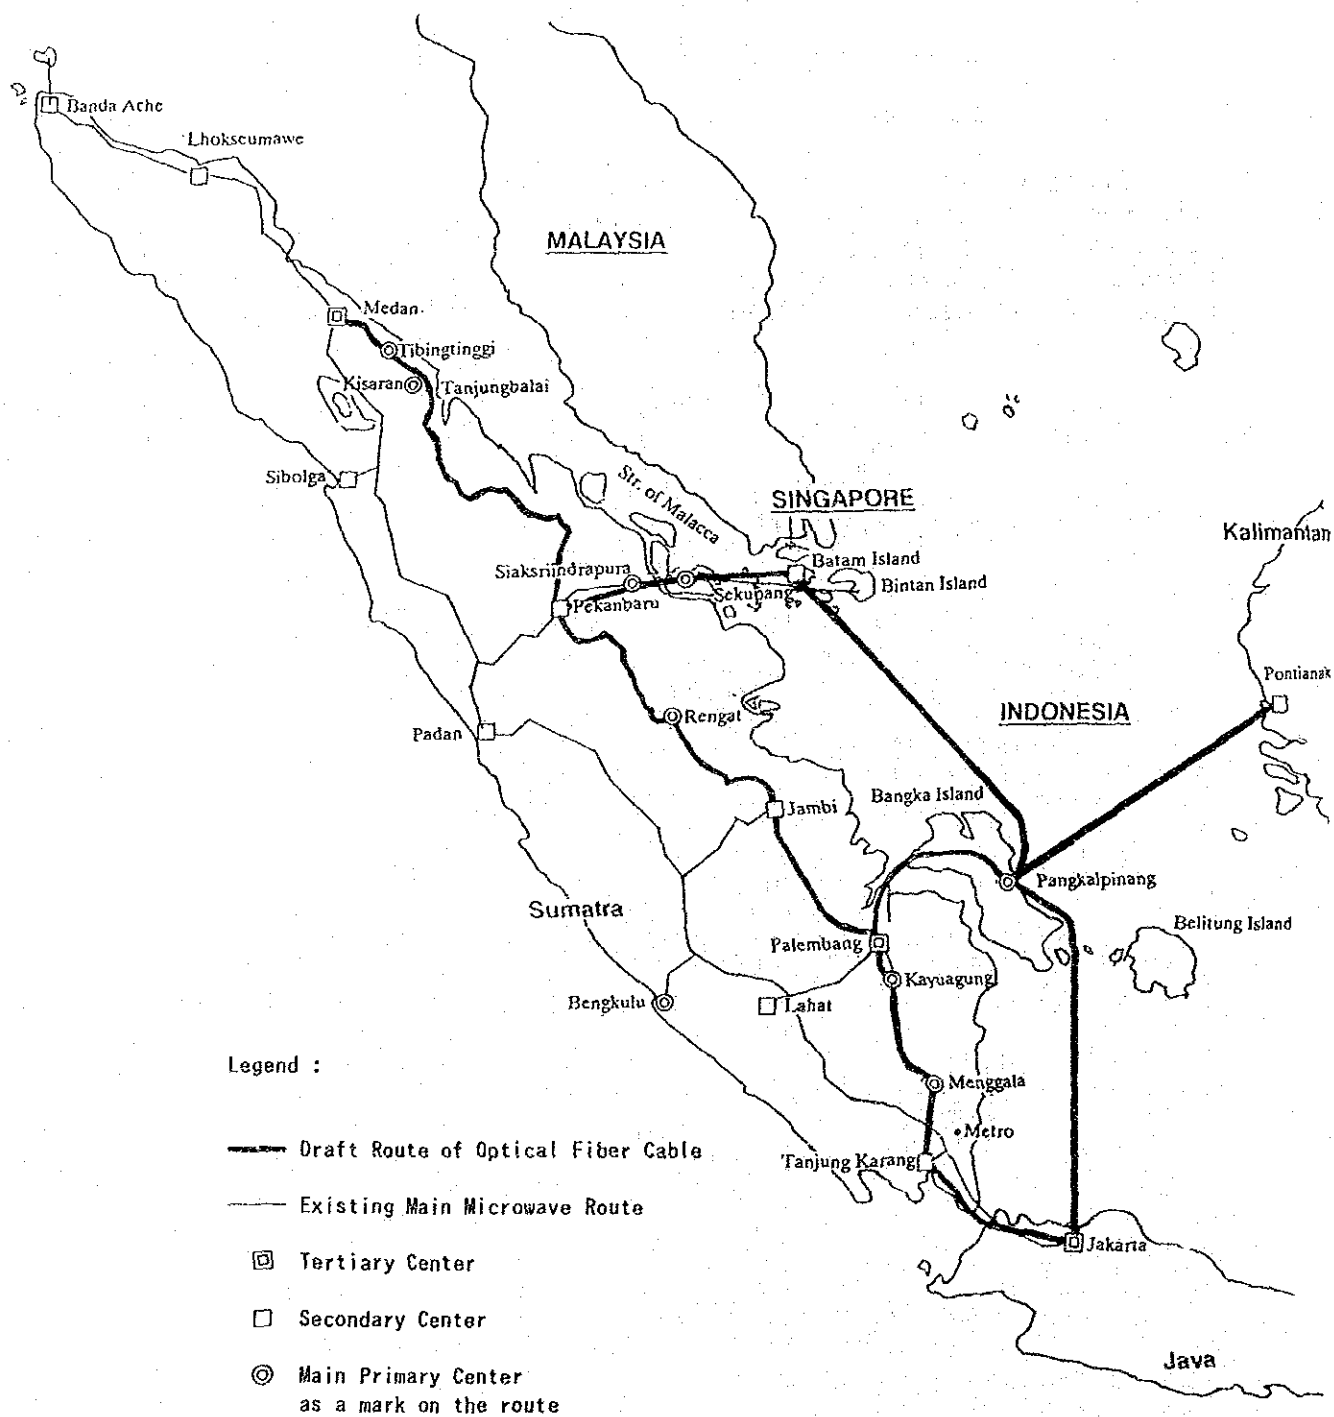 Banda Ache
Lhokseumawe
MALAYSIA
Medan
Tibingtinggi
Kisaran
Tanjungbalai
Sibolga
Str. of Malacca
SINGAPORE
Kalimantan
Batam Island
Siaksriindrapura
Sekupang
Bintan Island
Pekanbaru
Pontianak
Rengat
INDONESIA
Padan
Jambi
Bangka Island
Pangkalpinang
Sumatra
Belitung Island
Palembang
Kayuagung
Bengkulu
Lahat
Menggala
Metro
Tanjung Karang
Jakarta
Java
Legend :
Draft Route of Optical Fiber Cable
Existing Main Microwave Route
Tertiary Center
Secondary Center
Main Primary Center
as a mark on the route